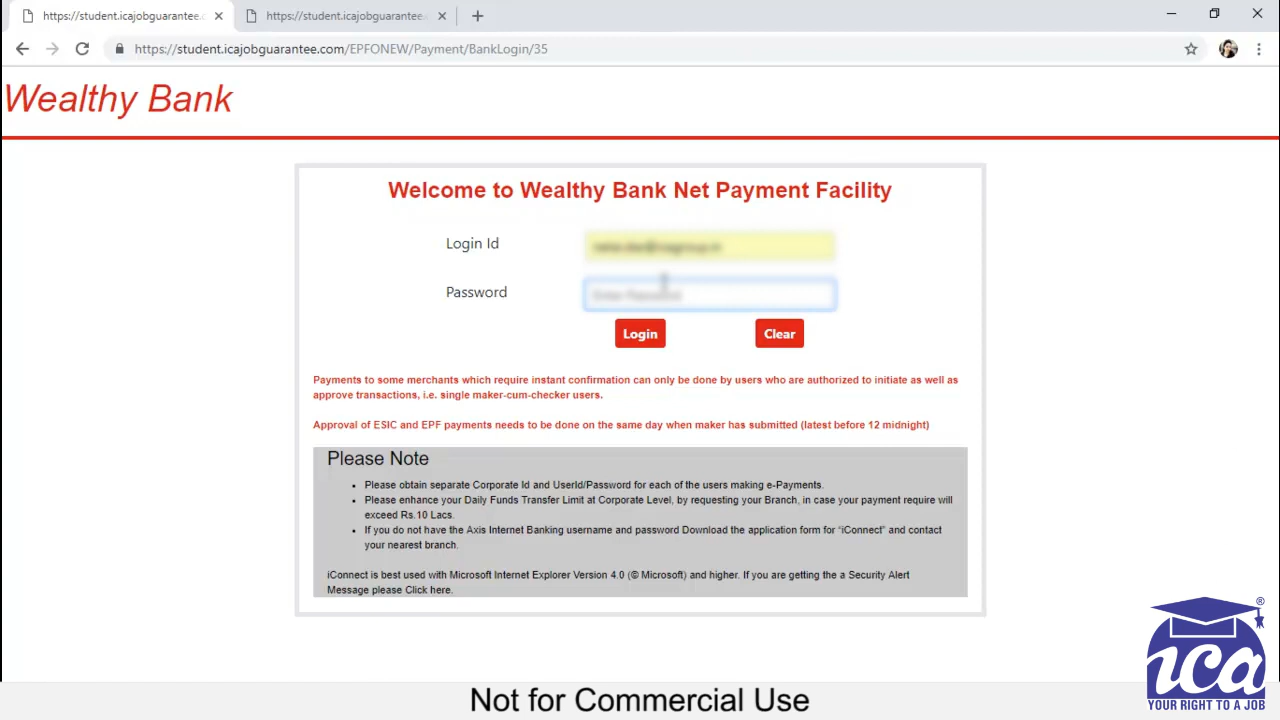 https://student.icajobguarantee.c
https://student.icajobguarantee
https://student.icajobguarantee.com/EPFONEW/Payment/BankLogin/35
Wealthy Bank
Welcome to Wealthy Bank Net Payment Facility
Login Id
Password
Login
Clear
Payments to some merchants which require instant confirmation can only be done by users who are authorized to initiate as well as
approve transactions, i.e. single maker-cum-checker users.
Approval of ESIC and EPF payments needs to be done on the same day when maker has submitted (latest before 12 midnight)
Please Note
• Please obtain separate Corporate Id and UserId/Password for each of the users making e-Payments.
• Please enhance your Daily Funds Transfer Limit at Corporate Level, by requesting your Branch, in case your payment require will
exceed Rs.10 Lacs.
• If you do not have the Axis Internet Banking username and password Download the application form for "iConnect" and contact
your nearest branch.
iConnect is best used with Microsoft Internet Explorer Version 4.0 (© Microsoft) and higher. If you are getting the a Security Alert
Message please Click here.
ica®
YOUR RIGHT TO A JOB
Not for Commercial Use